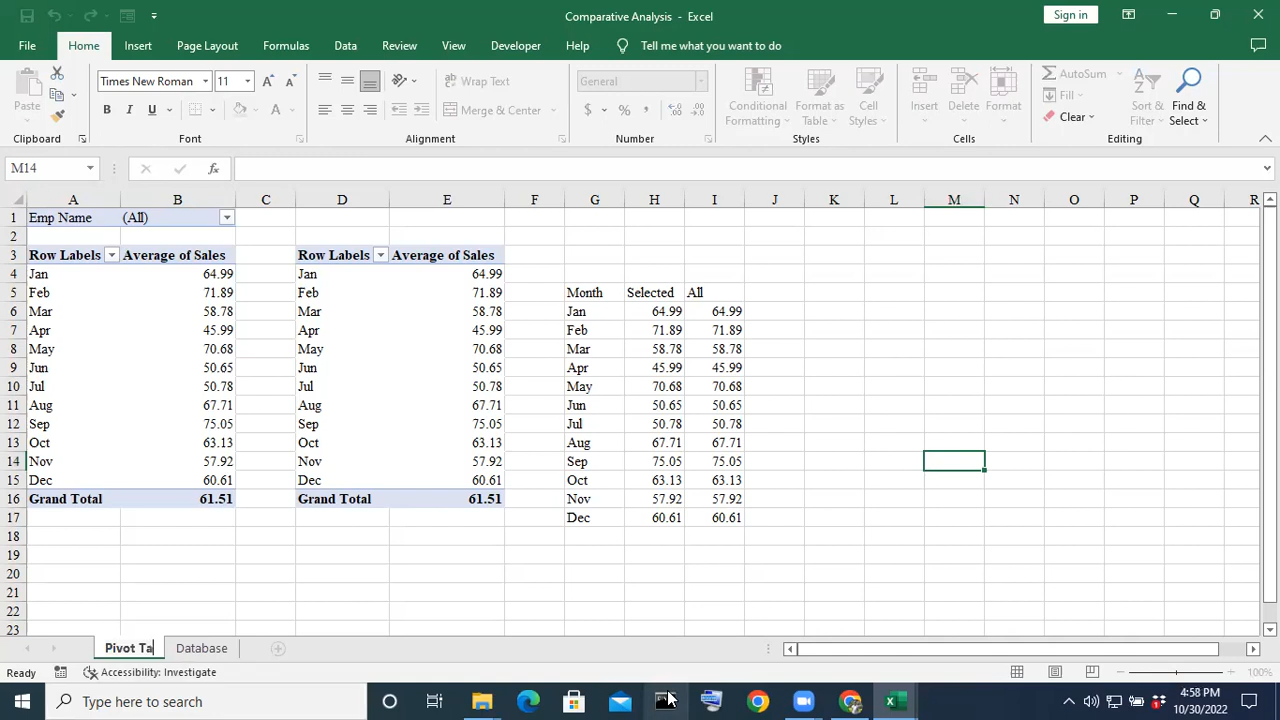 Comparative Analysis - Excel
Sign in
File Home Insert Page Layout Formulas Data Review View Developer Help Tell me what you want to do
Paste
Times New Roman 11
Wrap Text
Merge & Center
General
Conditional Formatting
Format as Table
Cell Styles
Insert Delete Format
AutoSum
Fill
Clear
Sort & Filter
Find & Select
Clipboard Font Alignment Number Styles Cells Editing
M14
A B C D E F G H I J K L M N O P Q R
1 Emp Name (All)
2
3 Row Labels Average of Sales Row Labels Average of Sales
4 Jan 64.99 Jan 64.99
5 Feb 71.89 Feb 71.89 Month Selected All
6 Mar 58.78 Mar 58.78 Jan 64.99 64.99
7 Apr 45.99 Apr 45.99 Feb 71.89 71.89
8 May 70.68 May 70.68 Mar 58.78 58.78
9 Jun 50.65 Jun 50.65 Apr 45.99 45.99
10 Jul 50.78 Jul 50.78 May 70.68 70.68
11 Aug 67.71 Aug 67.71 Jun 50.65 50.65
12 Sep 75.05 Sep 75.05 Jul 50.78 50.78
13 Oct 63.13 Oct 63.13 Aug 67.71 67.71
14 Nov 57.92 Nov 57.92 Sep 75.05 75.05
15 Dec 60.61 Dec 60.61 Oct 63.13 63.13
16 Grand Total 61.51 Grand Total 61.51 Nov 57.92 57.92
17 Dec 60.61 60.61
18
19
20
21
22
23
Pivot Ta Database
Ready Accessibility: Investigate 100%
Type here to search
4:58 PM
10/30/2022